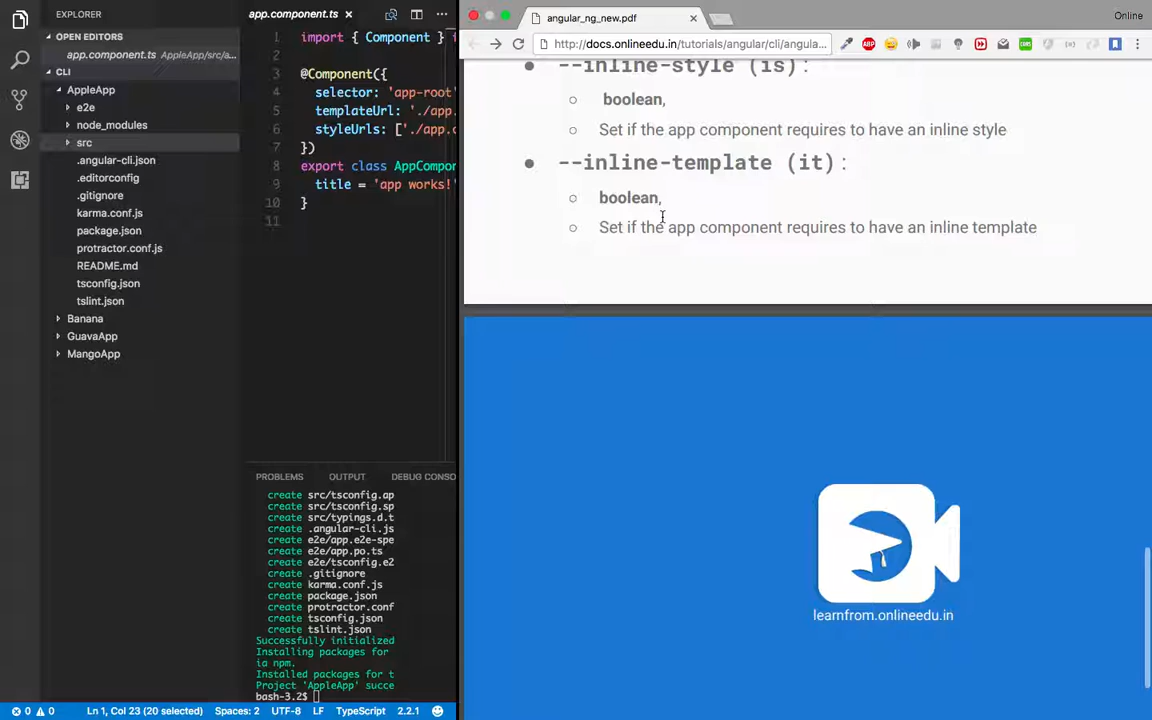 EXPLORER
OPEN EDITORS
app.component.ts AppleApp/src/a...
CLI
AppleApp
e2e
node_modules
src
.angular-cli.json
.editorconfig
.gitignore
karma.conf.js
package.json
protractor.conf.js
README.md
tsconfig.json
tslint.json
Banana
GuavaApp
MangoApp
app.component.ts
1 import { Component }
2
3 @Component({
4 selector: 'app-root'
5 templateUrl: './app.
6 styleUrls: ['./app.c
7 })
8 export class AppCompon
9 title = 'app works!'
10 }
11
PROBLEMS OUTPUT DEBUG CONSO
create src/tsconfig.ap
create src/tsconfig.sp
create src/typings.d.t
create .angular-cli.js
create e2e/app.e2e-spe
create e2e/app.po.ts
create e2e/tsconfig.e2
create .gitignore
create karma.conf.js
create package.json
create protractor.conf
create tsconfig.json
create tslint.json
Successfully initialized
Installing packages for
ia npm.
Installed packages for t
Project 'AppleApp' succe
bash-3.2$
0 0 Ln 1, Col 23 (20 selected) Spaces: 2 UTF-8 LF TypeScript 2.2.1
angular_ng_new.pdf
Online
http://docs.onlineedu.in/tutorials/angular/cli/angula...
--inline-style (is):
boolean,
Set if the app component requires to have an inline style
--inline-template (it):
boolean,
Set if the app component requires to have an inline template
learnfrom.onlineedu.in